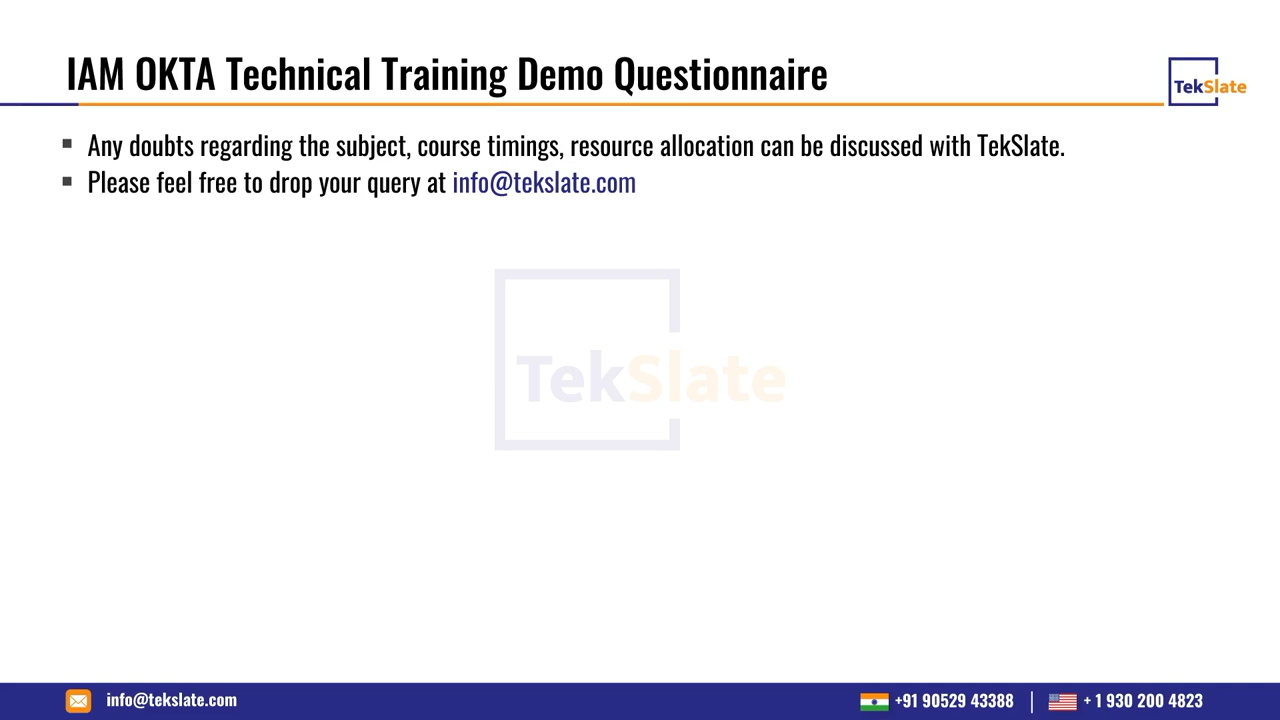 IAM OKTA Technical Training Demo Questionnaire
TekSlate
▪ Any doubts regarding the subject, course timings, resource allocation can be discussed with TekSlate.
▪ Please feel free to drop your query at info@tekslate.com
TekSlate
info@tekslate.com
+91 90529 43388
+ 1 930 200 4823